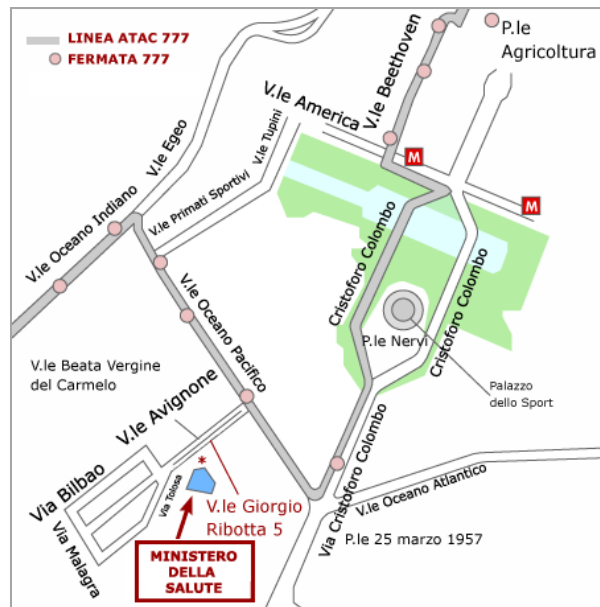 LINEA ATAC 777
FERMATA 777
P.le
Agricoltura
V.le Beethoven
V.le America
V.le Tupini
V.le Egeo
V.le Primati Sportivi
V.le Oceano Indiano
M
M
Cristoforo Colombo
Cristoforo Colombo
V.le Oceano Pacifico
P.le Nervi
Palazzo
dello Sport
V.le Beata Vergine
del Carmelo
V.le Avignone
Via Bilbao
Via Malagra
Via Tolosa
*
V.le Giorgio
Ribotta 5
Via Cristoforo Colombo
V.le Oceano Atlantico
P.le 25 marzo 1957
MINISTERO
DELLA
SALUTE